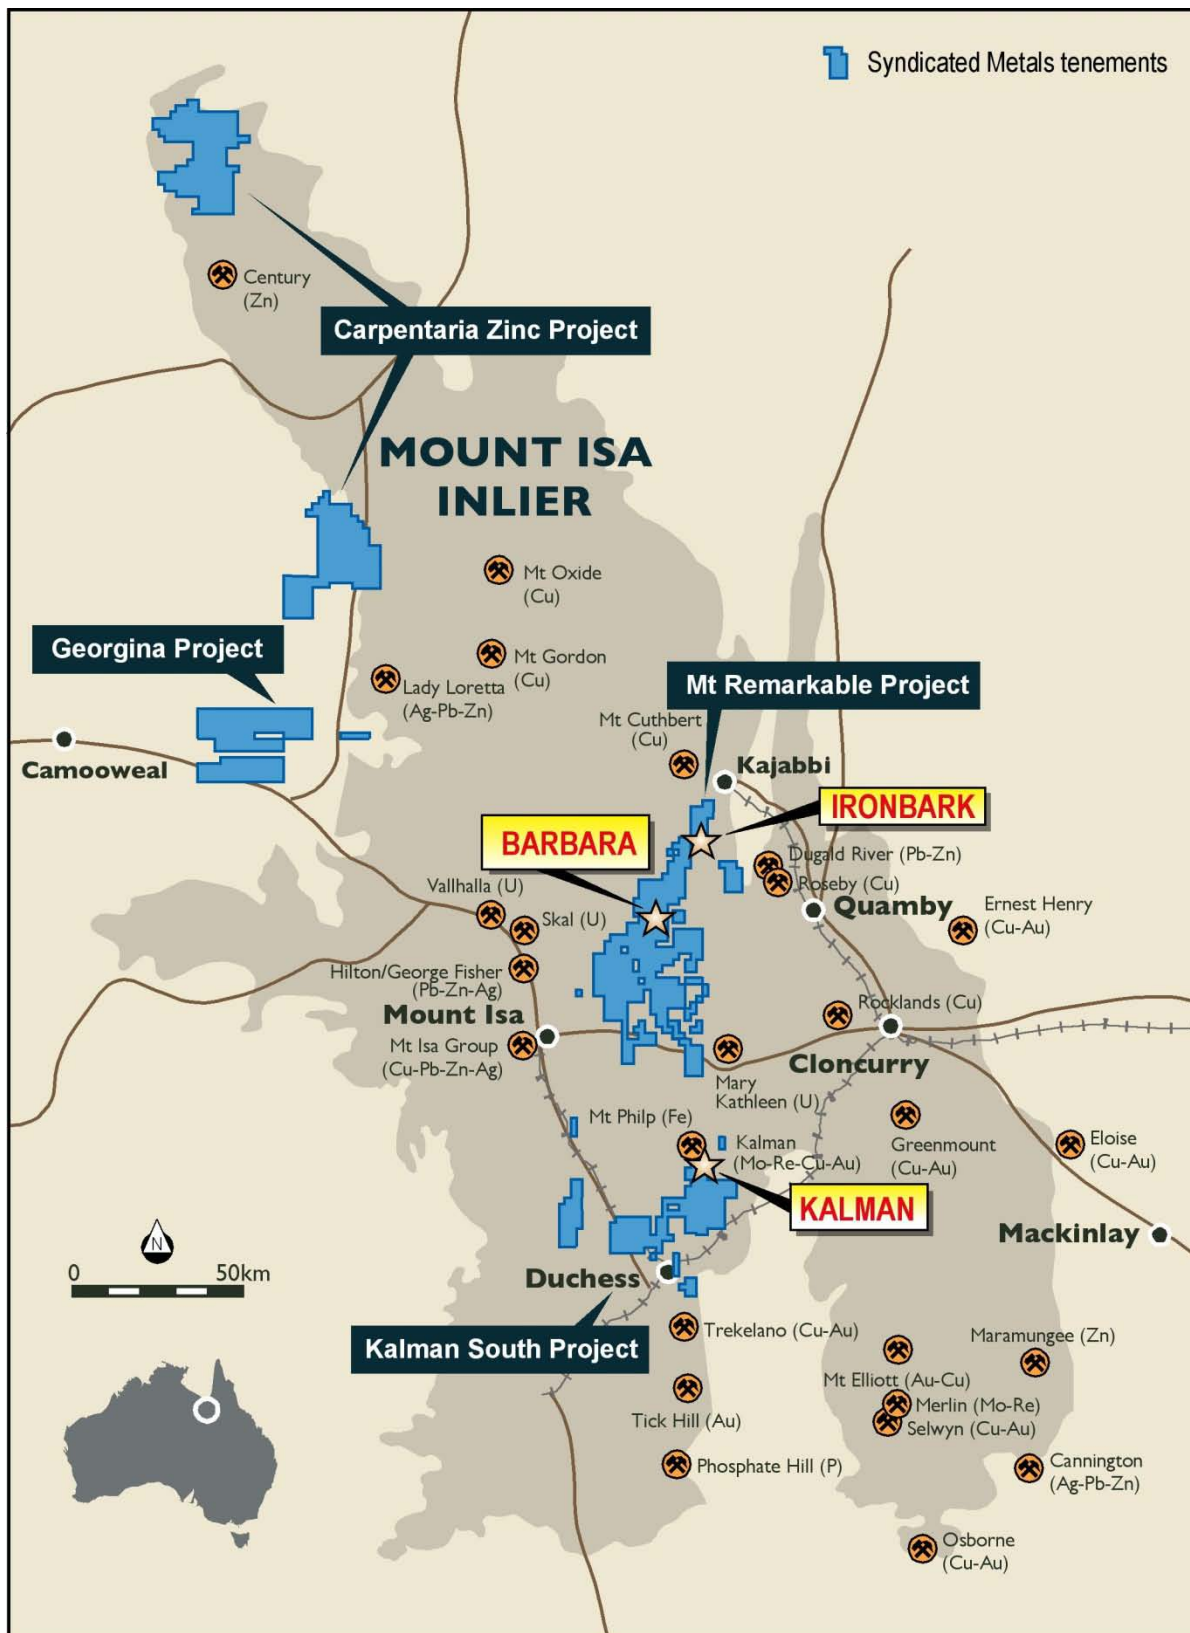 Syndicated Metals tenements
Century
(Zn)
Carpentaria Zinc Project
MOUNT ISA
INLIER
Mt Oxide
(Cu)
Georgina Project
Mt Gordon
(Cu)
Lady Loretta
(Ag-Pb-Zn)
Mt Remarkable Project
Mt Cuthbert
(Cu)
Camooweal
Kajabbi
IRONBARK
BARBARA
Dugald River (Pb-Zn)
Roseby (Cu)
Vallhalla (U)
Skal (U)
Quamby
Ernest Henry
(Cu-Au)
Hilton/George Fisher
(Pb-Zn-Ag)
Mount Isa
Rocklands (Cu)
Mt Isa Group
(Cu-Pb-Zn-Ag)
Cloncurry
Mary
Kathleen (U)
Mt Philp (Fe)
Kalman
(Mo-Re-Cu-Au)
Greenmount
(Cu-Au)
Eloise
(Cu-Au)
KALMAN
Mackinlay
N
0 50km
Duchess
Kalman South Project
Trekelano (Cu-Au)
Maramungee (Zn)
Mt Elliott (Au-Cu)
Merlin (Mo-Re)
Selwyn (Cu-Au)
Tick Hill (Au)
Phosphate Hill (P)
Cannington
(Ag-Pb-Zn)
Osborne
(Cu-Au)